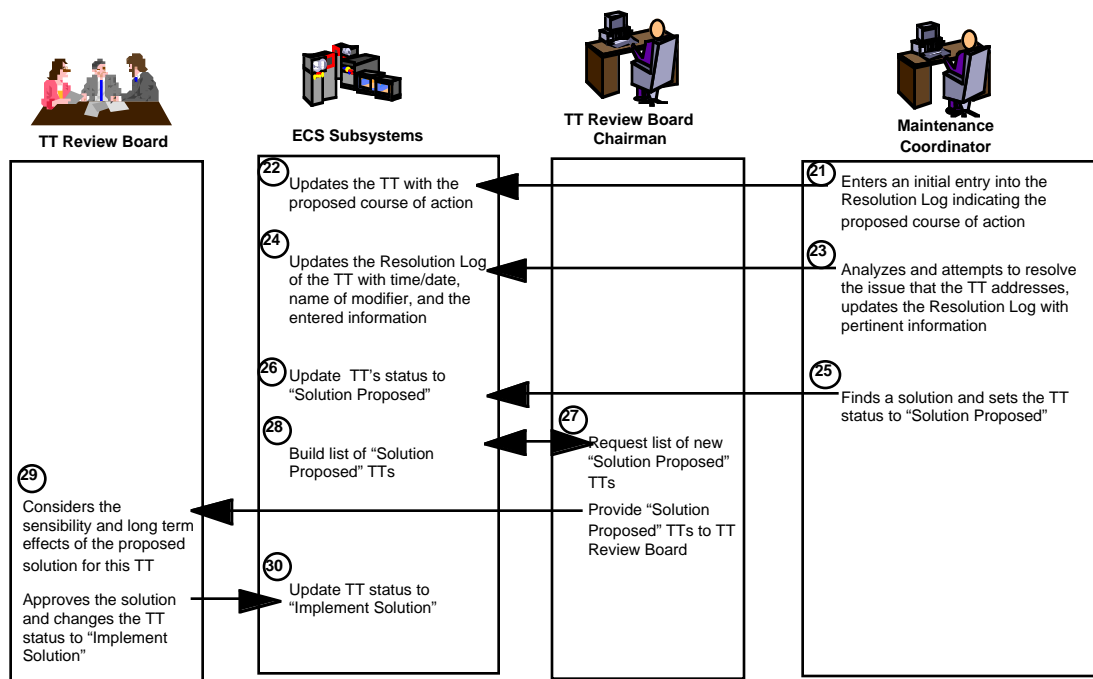 TT Review Board
ECS Subsystems
TT Review Board
Chairman
Maintenance
Coordinator
22
Updates the TT with the
proposed course of action
21
Enters an initial entry into the
Resolution Log indicating the
proposed course of action
24
Updates the Resolution Log
of the TT with time/date,
name of modifier, and the
entered information
23
Analyzes and attempts to resolve
the issue that the TT addresses,
updates the Resolution Log with
pertinent information
26
Update TT's status to
“Solution Proposed”
25
Finds a solution and sets the TT
status to “Solution Proposed”
28
Build list of “Solution
Proposed” TTs
27
Request list of new
“Solution Proposed”
TTs
29
Considers the
sensibility and long term
effects of the proposed
solution for this TT
Provide “Solution
Proposed” TTs to TT
Review Board
Approves the solution
and changes the TT
status to “Implement
Solution”
30
Update TT status to
“Implement Solution”